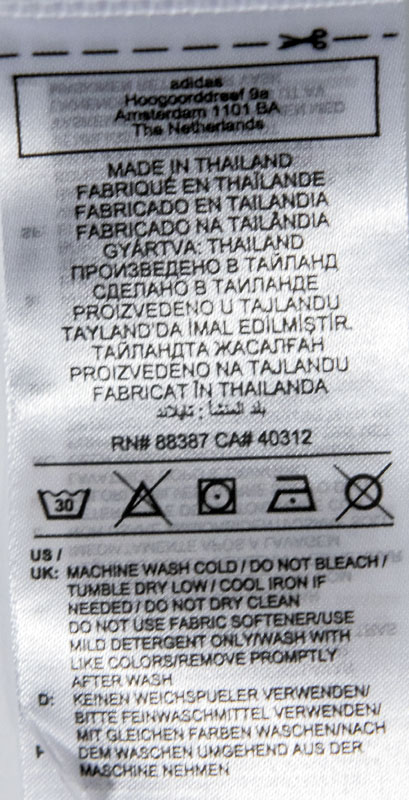 adidas
Hoogoorddreef 9a
Amsterdam 1101 BA
The Netherlands
MADE IN THAILAND
FABRIQUÉ EN THAÏLANDE
FABRICADO EN TAILANDIA
FABRICADO NA TAILÂNDIA
GYÁRTVA: THAILAND
ПРОИЗВЕДЕНО В ТАЙЛАНД
СДЕЛАНО В ТАИЛАНДЕ
PROIZVEDENO U TAJLANDU
TAYLAND'DA İMAL EDİLMİŞTİR.
ТАЙЛАНДТА ЖАСАЛҒАН
PROIZVEDENO NA TAJLANDU
FABRICAT ÎN THAILANDA
بلد المنشأ : تايلاند
RN# 88387 CA# 40312
30
US /
UK: MACHINE WASH COLD / DO NOT BLEACH /
TUMBLE DRY LOW / COOL IRON IF
NEEDED / DO NOT DRY CLEAN
DO NOT USE FABRIC SOFTENER/USE
MILD DETERGENT ONLY/WASH WITH
LIKE COLORS/REMOVE PROMPTLY
AFTER WASH
D: KEINEN WEICHSPUELER VERWENDEN/
BITTE FEINWASCHMITTEL VERWENDEN/
MIT GLEICHEN FARBEN WASCHEN/NACH
DEM WASCHEN UMGEHEND AUS DER
MASCHINE NEHMEN